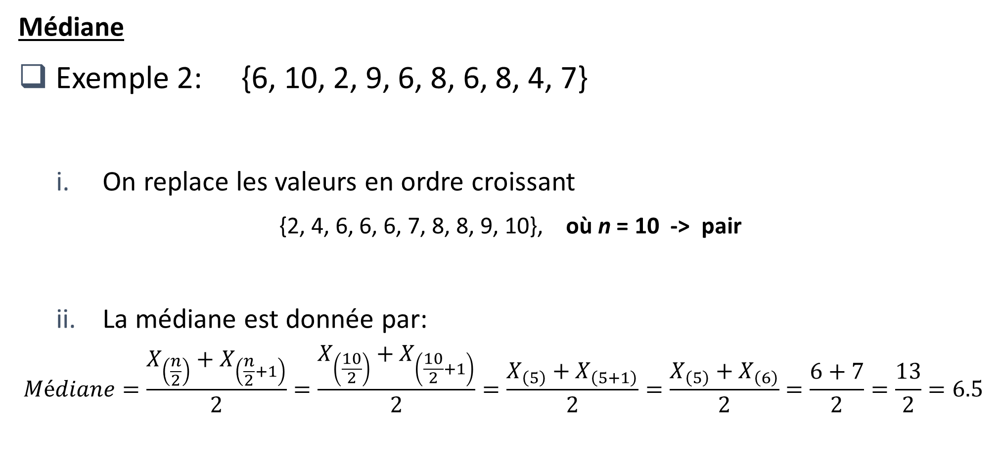 Médiane
❑ Exemple 2: {6, 10, 2, 9, 6, 8, 6, 8, 4, 7}
i. On replace les valeurs en ordre croissant
{2, 4, 6, 6, 6, 7, 8, 8, 9, 10}, où n = 10 -> pair
ii. La médiane est donnée par:
$Médiane = \frac{X_{\left(\frac{n}{2}\right)} + X_{\left(\frac{n}{2}+1\right)}}{2} = \frac{X_{\left(\frac{10}{2}\right)} + X_{\left(\frac{10}{2}+1\right)}}{2} = \frac{X_{(5)} + X_{(5+1)}}{2} = \frac{X_{(5)} + X_{(6)}}{2} = \frac{6+7}{2} = \frac{13}{2} = 6.5$